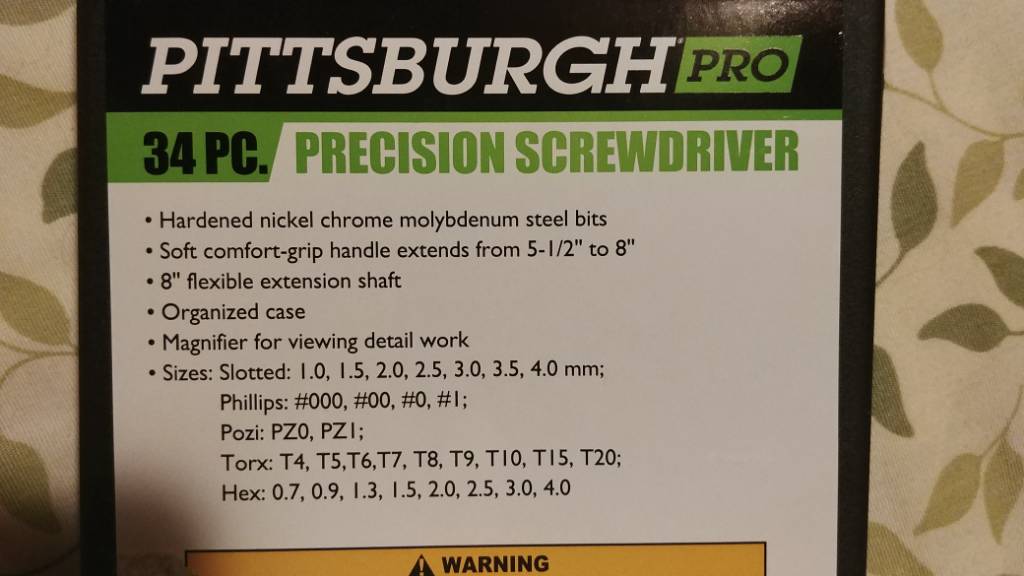 PITTSBURGH PRO
34 PC. PRECISION SCREWDRIVER
• Hardened nickel chrome molybdenum steel bits
• Soft comfort-grip handle extends from 5-1/2" to 8"
• 8" flexible extension shaft
• Organized case
• Magnifier for viewing detail work
• Sizes: Slotted: 1.0, 1.5, 2.0, 2.5, 3.0, 3.5, 4.0 mm;
Phillips: #000, #00, #0, #1;
Pozi: PZ0, PZ1;
Torx: T4, T5,T6,T7, T8, T9, T10, T15, T20;
Hex: 0.7, 0.9, 1.3, 1.5, 2.0, 2.5, 3.0, 4.0
WARNING